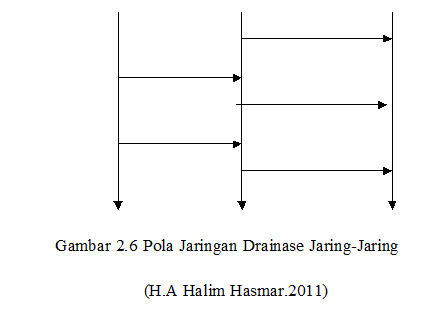 Gambar 2.6 Pola Jaringan Drainase Jaring-Jaring
(H.A Halim Hasmar.2011)